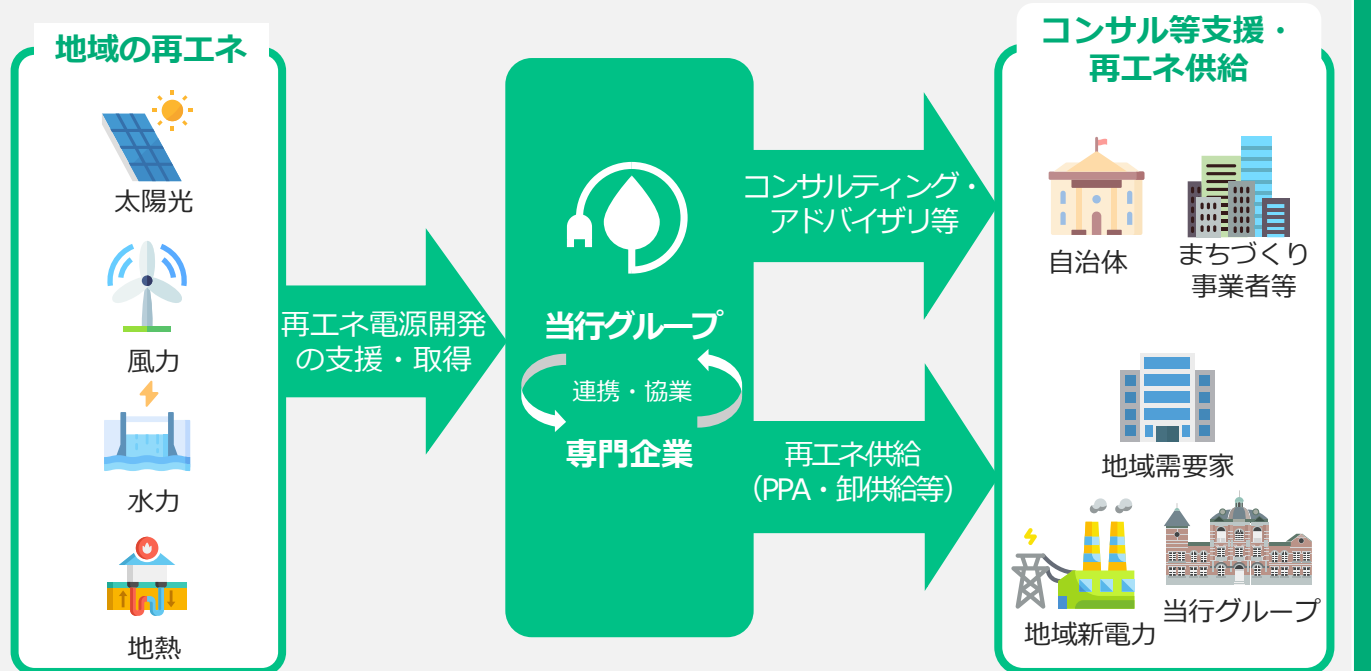 地域の再エネ
太陽光
風力
水力
地熱
再エネ電源開発
の支援・取得
当行グループ
連携・協業
専門企業
コンサルティング・
アドバイザリ等
再エネ供給
（PPA・卸供給等）
コンサル等支援・
再エネ供給
自治体
まちづくり
事業者等
地域需要家
地域新電力
当行グループ